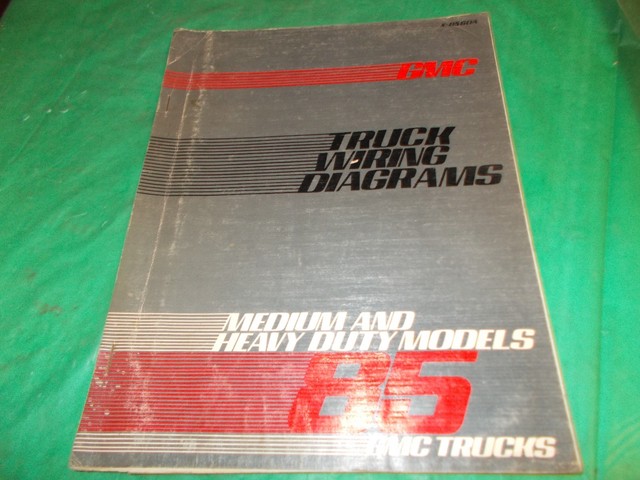 GMC
TRUCK
WIRING
DIAGRAMS
MEDIUM AND
HEAVY DUTY MODELS
85
GMC TRUCKS